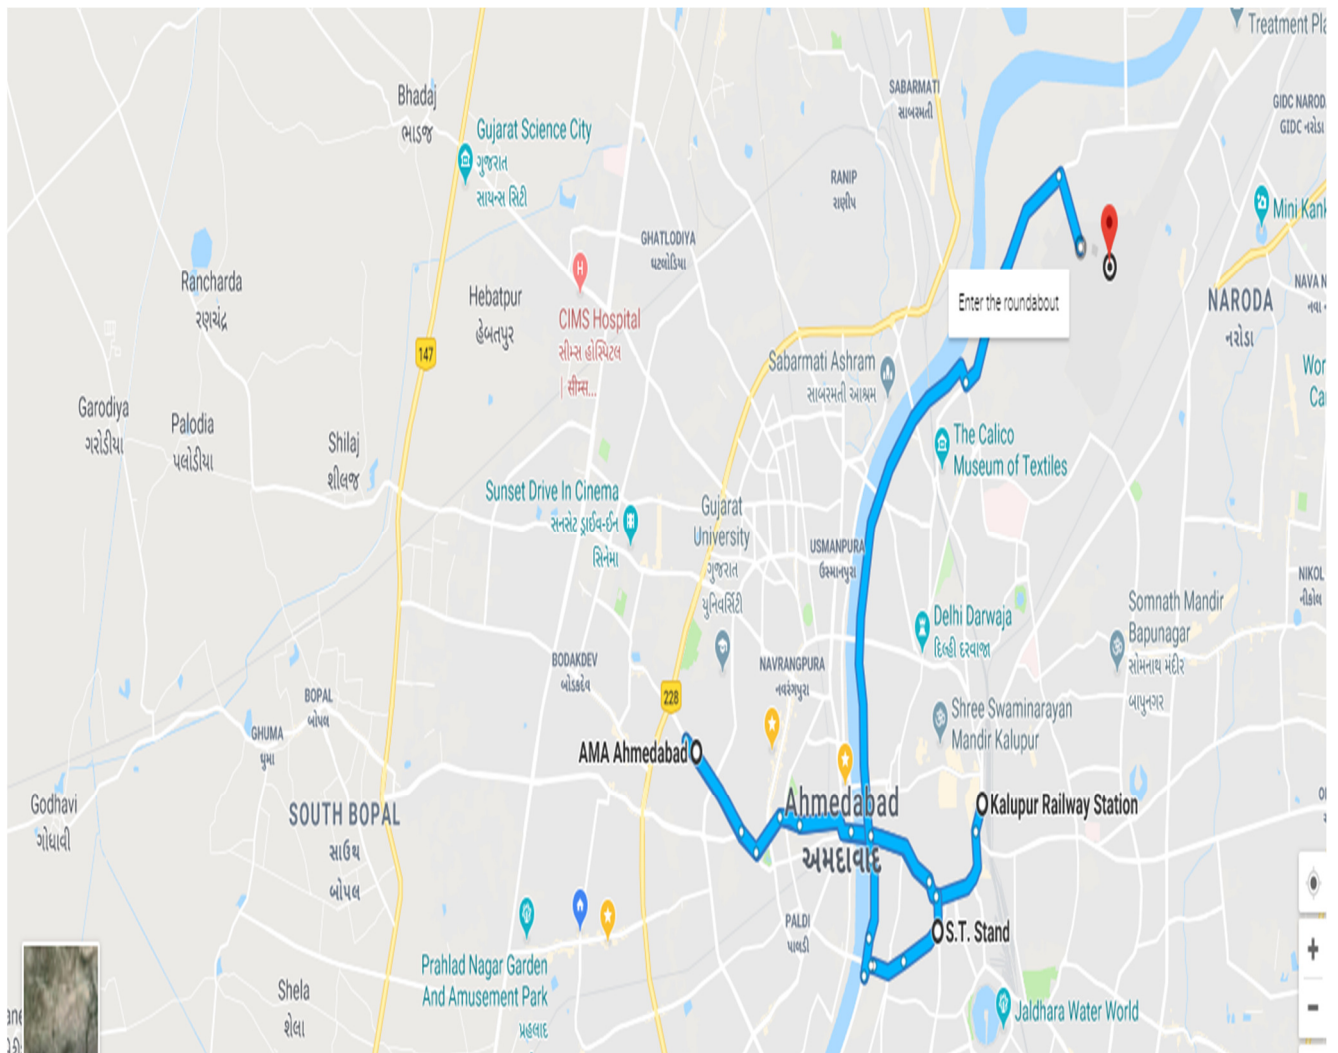 Treatment Pla
Bhadaj
ભાડજ
SABARMATI
સાબરમતી
GIDC NAROD
GIDC નરોડા
Gujarat Science City
ગુજરાત
સાયન્સ સિટી
RANIP
રાણીપ
Mini Kank
GHATLODIYA
ઘાટલોડિયા
Rancharda
રણચંદ્ર
Hebatpur
હેબતપુર
NARODA
નરોડા
NAVA N
નવા
Enter the roundabout
CIMS Hospital
સીમ્સ હોસ્પિટલ
| सीम्स...
147
Sabarmati Ashram
સાબરમતી આશ્રમ
Wor
Ca
Garodiya
ગરોડીયા
Palodia
પલોડીયા
Shilaj
શીલજ
The Calico
Museum of Textiles
Sunset Drive In Cinema
સનસેટ ડ્રાઈવ-ઈન
સિનેમા
Gujarat
University
ગુજરાત
યુનિવર્સિટી
USMANPURA
ઉસ્માનપુરા
NIKOL
નીકોલ
Delhi Darwaja
દિલ્હી દરવાજા
Somnath Mandir
Bapunagar
સોમનાથ મંદીર
બાપુનગર
BODAKDEV
બોડકદેવ
NAVRANGPURA
નવરંગપુરા
228
BOPAL
બોપલ
GHUMA
ઘુમા
Shree Swaminarayan
Mandir Kalupur
AMA Ahmedabad
Godhavi
ગોધાવી
SOUTH BOPAL
સાઉથ
બોપલ
Ahmedabad
અમદાવાદ
Kalupur Railway Station
PALDI
પાલડી
S.T. Stand
Prahlad Nagar Garden
And Amusement Park
પ્રહલાદ
Shela
શેલા
Jaldhara Water World